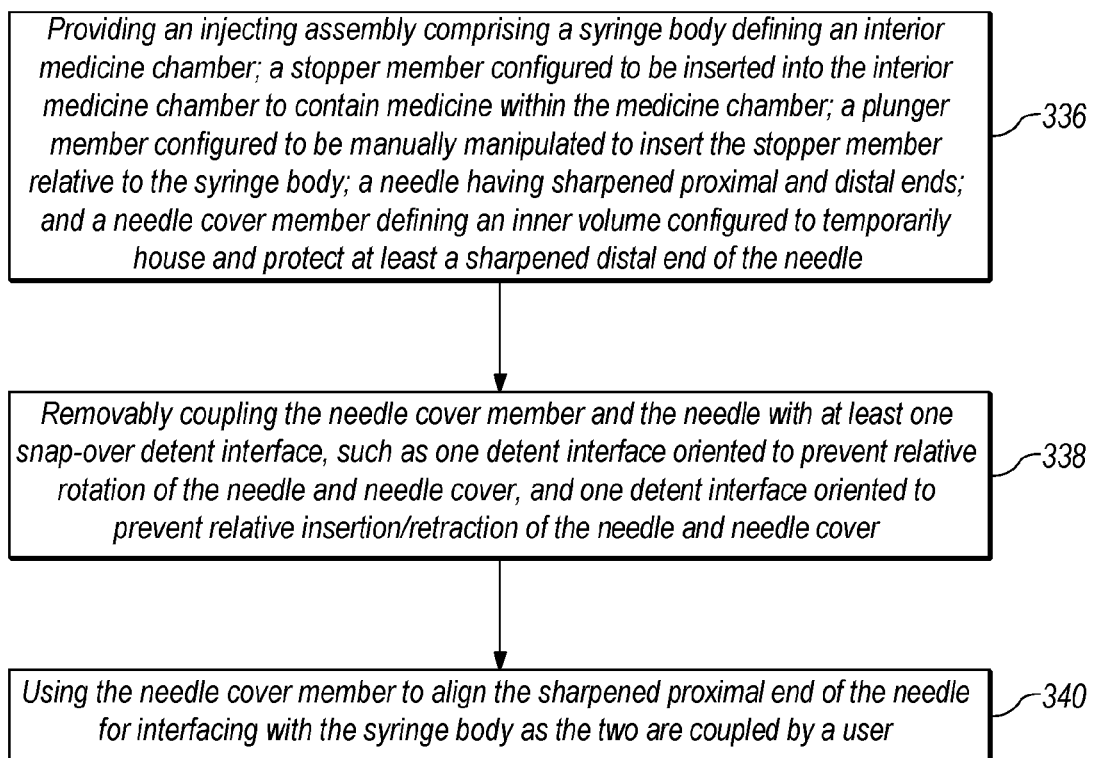 Providing an injecting assembly comprising a syringe body defining an interior
medicine chamber; a stopper member configured to be inserted into the interior
medicine chamber to contain medicine within the medicine chamber; a plunger
member configured to be manually manipulated to insert the stopper member
relative to the syringe body; a needle having sharpened proximal and distal ends;
and a needle cover member defining an inner volume configured to temporarily
house and protect at least a sharpened distal end of the needle
336
Removably coupling the needle cover member and the needle with at least one
snap-over detent interface, such as one detent interface oriented to prevent relative
rotation of the needle and needle cover, and one detent interface oriented to
prevent relative insertion/retraction of the needle and needle cover
338
Using the needle cover member to align the sharpened proximal end of the needle
for interfacing with the syringe body as the two are coupled by a user
340